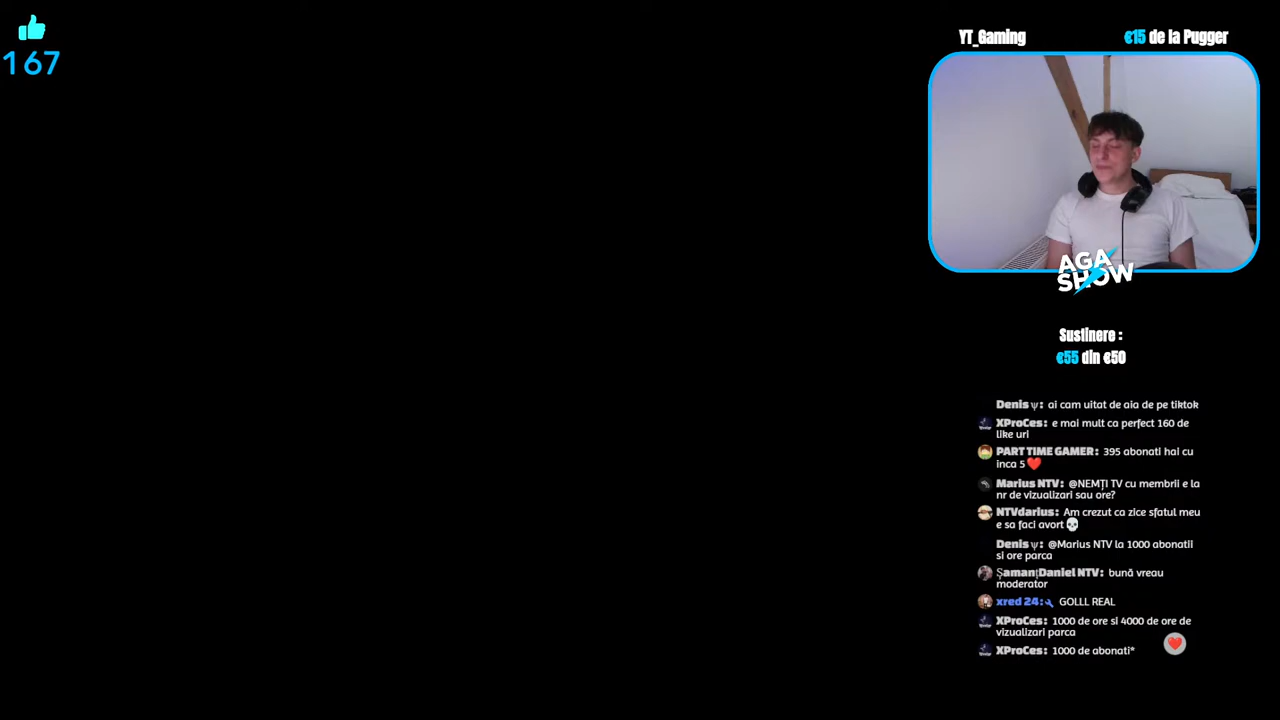 167
YT_Gaming
€15 de la Pugger
AGA
SHOW
Sustinere :
€55 din €50
Denis ψ: ai cam uitat de aia de pe tiktok
XProCes: e mai mult ca perfect 160 de
like uri
PART TIME GAMER: 395 abonati hai cu
inca 5❤️
Marius NTV: @NEMȚI TV cu membrii e la
nr de vizualizari sau ore?
NTVdarius: Am crezut ca zice sfatul meu
e sa faci avort💀
Denis ψ: @Marius NTV la 1000 abonatii
si ore parca
ȘamanțDaniel NTV: bună vreau
moderator
xred 24: GOLLL REAL
XProCes: 1000 de ore si 4000 de ore de
vizualizari parca
XProCes: 1000 de abonati*